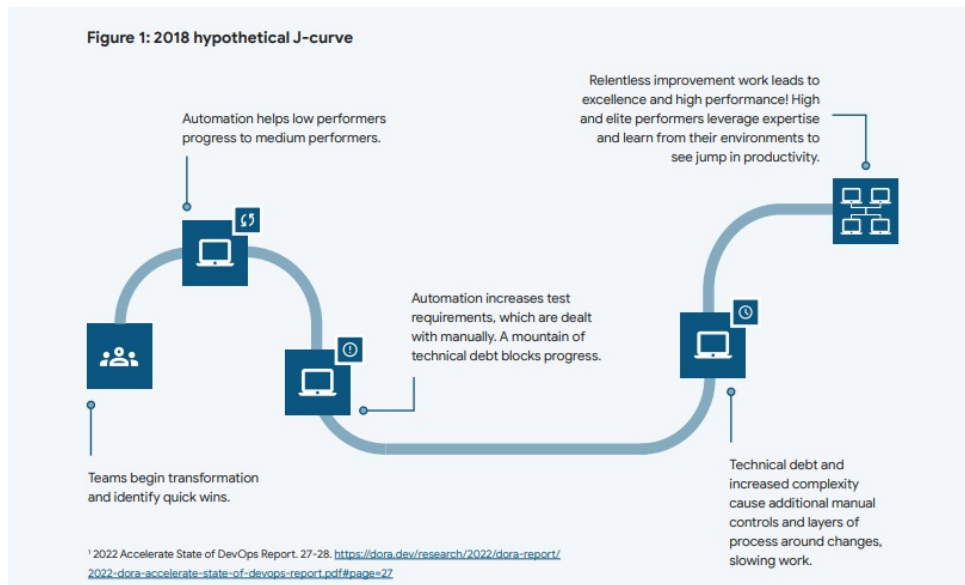 Figure 1: 2018 hypothetical J-curve
Relentless improvement work leads to
excellence and high performance! High
and elite performers leverage expertise
and learn from their environments to
see jump in productivity.
Automation helps low performers
progress to medium performers.
Automation increases test
requirements, which are dealt
with manually. A mountain of
technical debt blocks progress.
Teams begin transformation
and identify quick wins.
Technical debt and
increased complexity
cause additional manual
controls and layers of
process around changes,
slowing work.
¹ 2022 Accelerate State of DevOps Report. 27-28. https://dora.dev/research/2022/dora-report/
2022-dora-accelerate-state-of-devops-report.pdf#page=27